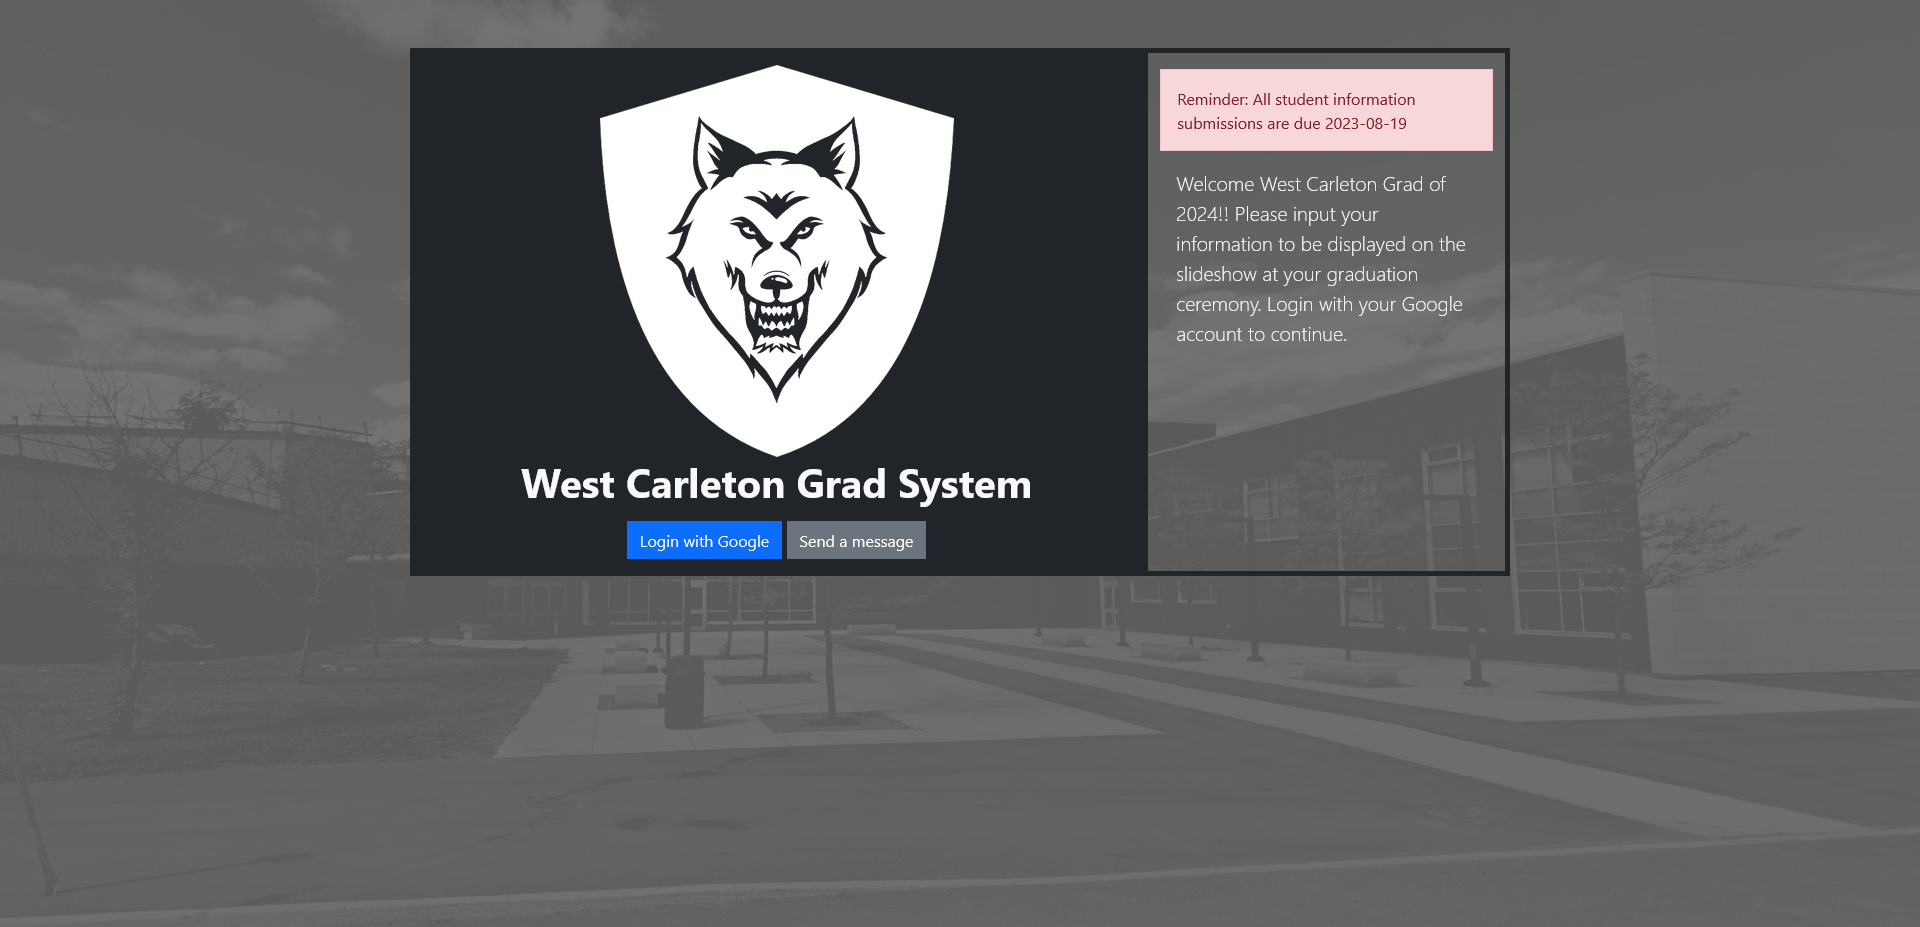 West Carleton Grad System
Login with Google
Send a message
Reminder: All student information
submissions are due 2023-08-19
Welcome West Carleton Grad of
2024!! Please input your
information to be displayed on the
slideshow at your graduation
ceremony. Login with your Google
account to continue.